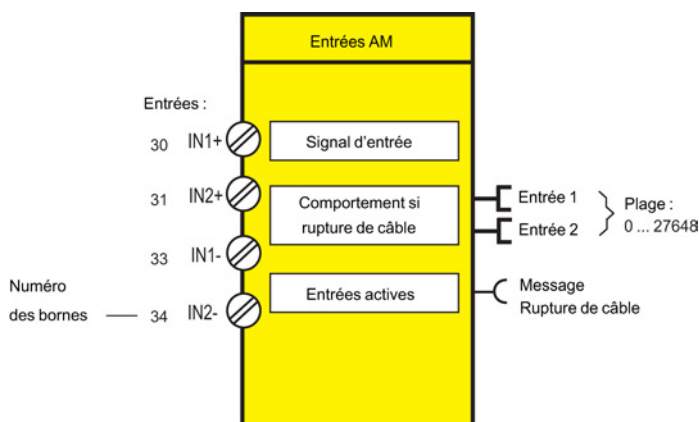 Entrées AM
Entrées :
30 IN1+
Signal d'entrée
31 IN2+
Comportement si
rupture de câble
Entrée 1
Entrée 2
Plage :
0 ... 27648
33 IN1-
Entrées actives
Message
Rupture de câble
Numéro
des bornes
34 IN2-